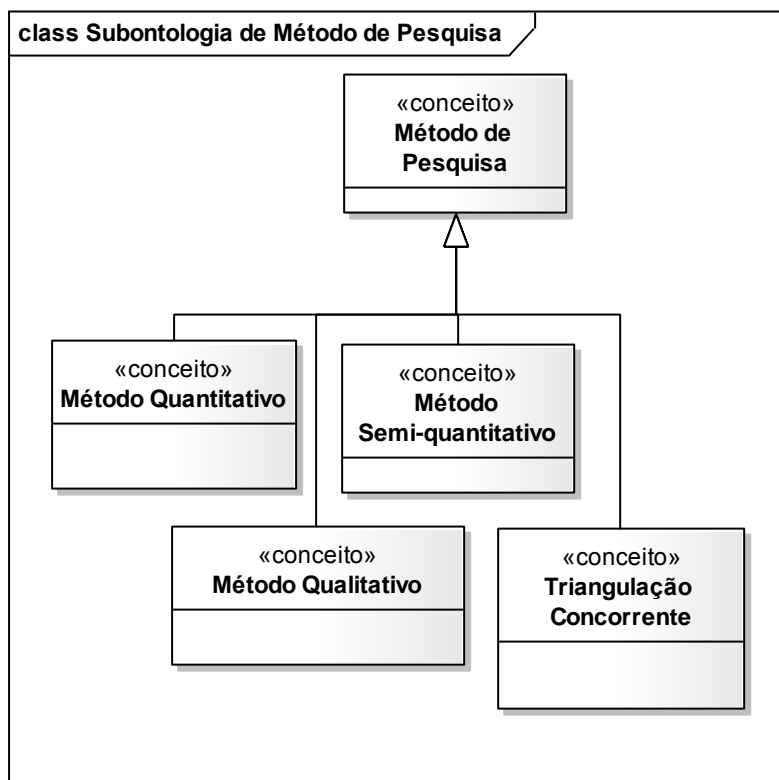 class Subontologia de Método de Pesquisa
«conceito»
Método de
Pesquisa
«conceito»
Método Quantitativo
«conceito»
Método
Semi-quantitativo
«conceito»
Método Qualitativo
«conceito»
Triangulação
Concorrente